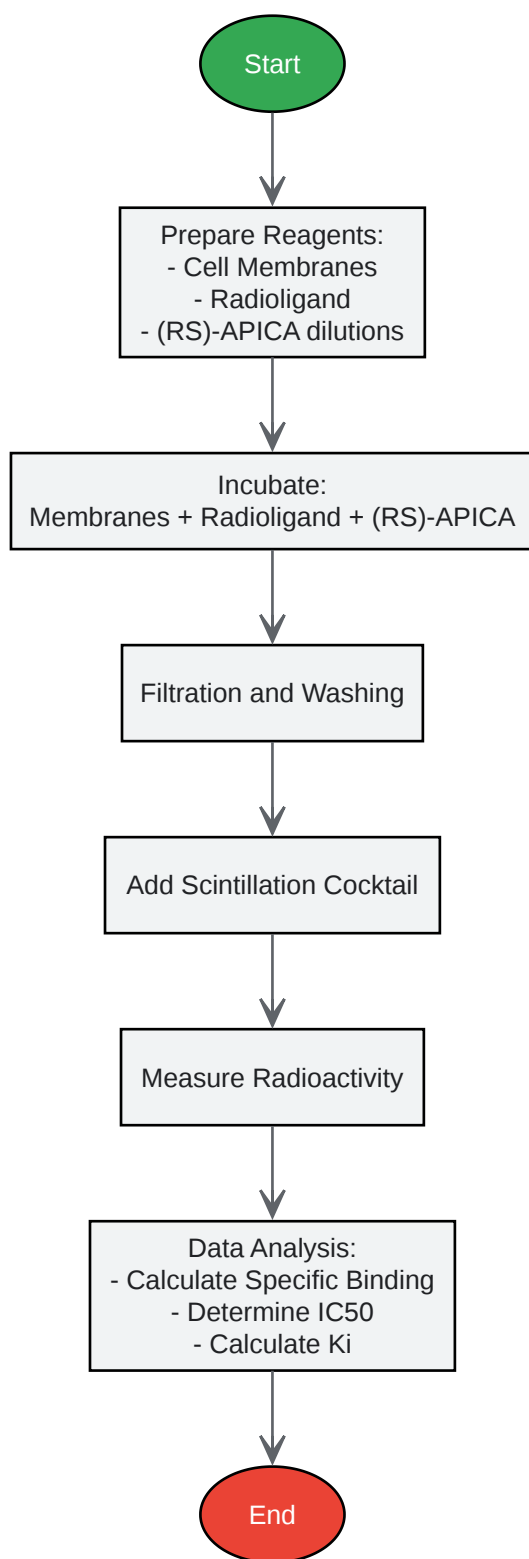 Start
Prepare Reagents:
- Cell Membranes
- Radioligand
- (RS)-APICA dilutions
Incubate:
Membranes + Radioligand + (RS)-APICA
Filtration and Washing
Add Scintillation Cocktail
Measure Radioactivity
Data Analysis:
- Calculate Specific Binding
- Determine IC50
- Calculate Ki
End